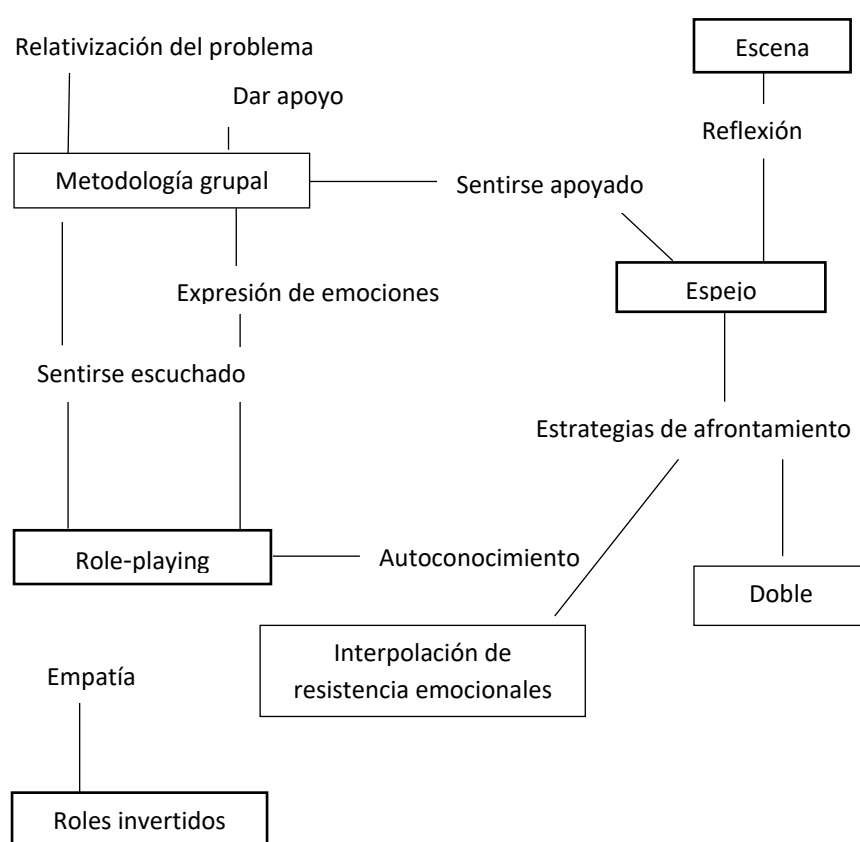 Relativización del problema
Escena
Dar apoyo
Reflexión
Metodología grupal
Sentirse apoyado
Expresión de emociones
Espejo
Sentirse escuchado
Estrategias de afrontamiento
Role-playing
Autoconocimiento
Doble
Interpolación de
resistencia emocionales
Empatía
Roles invertidos